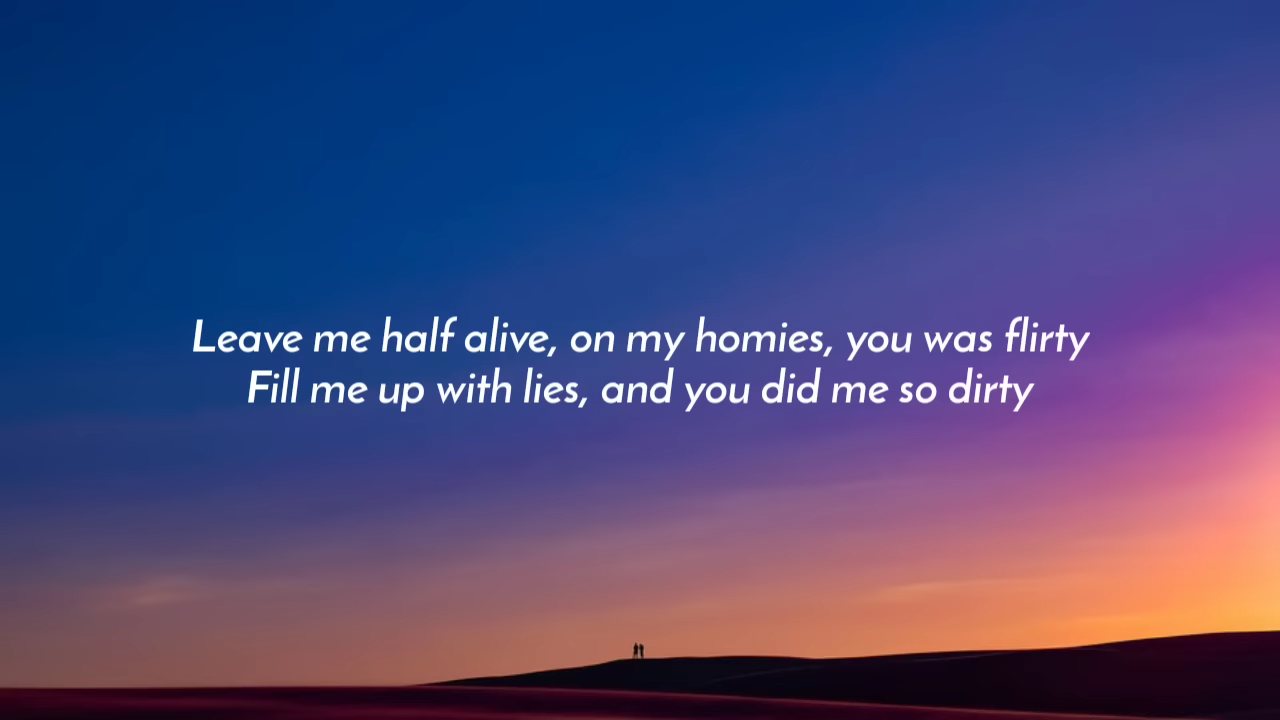 Leave me half alive, on my homies, you was flirty
Fill me up with lies, and you did me so dirty